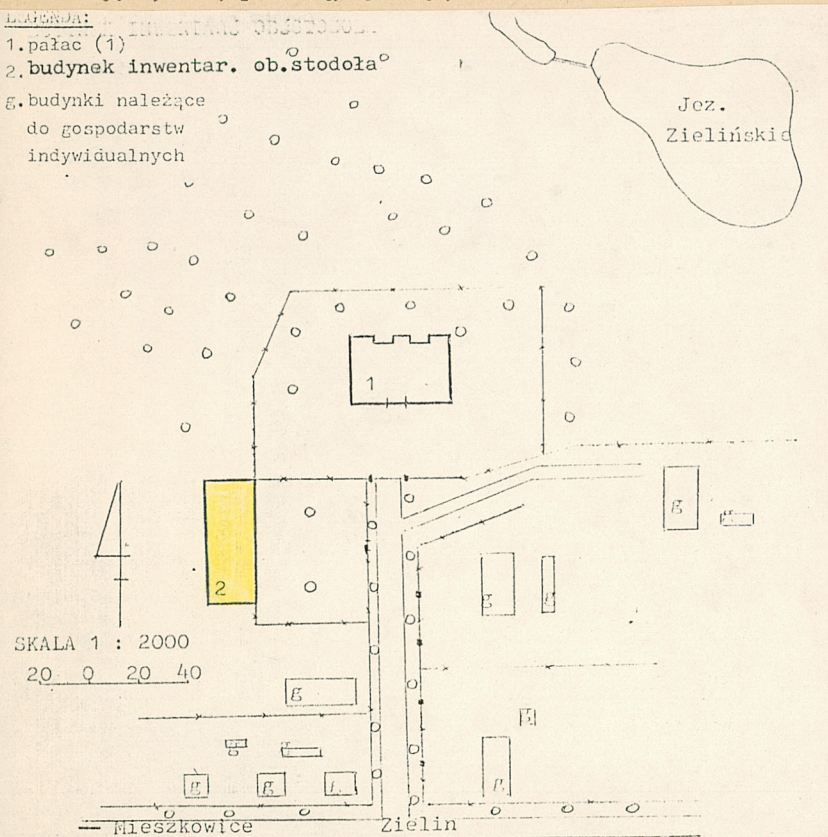 LEGENDA:
1. pałac (1)
2. budynek inwentar. ob. stodoła
g. budynki należące
do gospodarstw
indywidualnych
Jez.
Zielińskie
1
2
g
g
g
SKALA 1 : 2000
20 0 20 40
g
g
g
g
g
— Mieszkowice Zielin